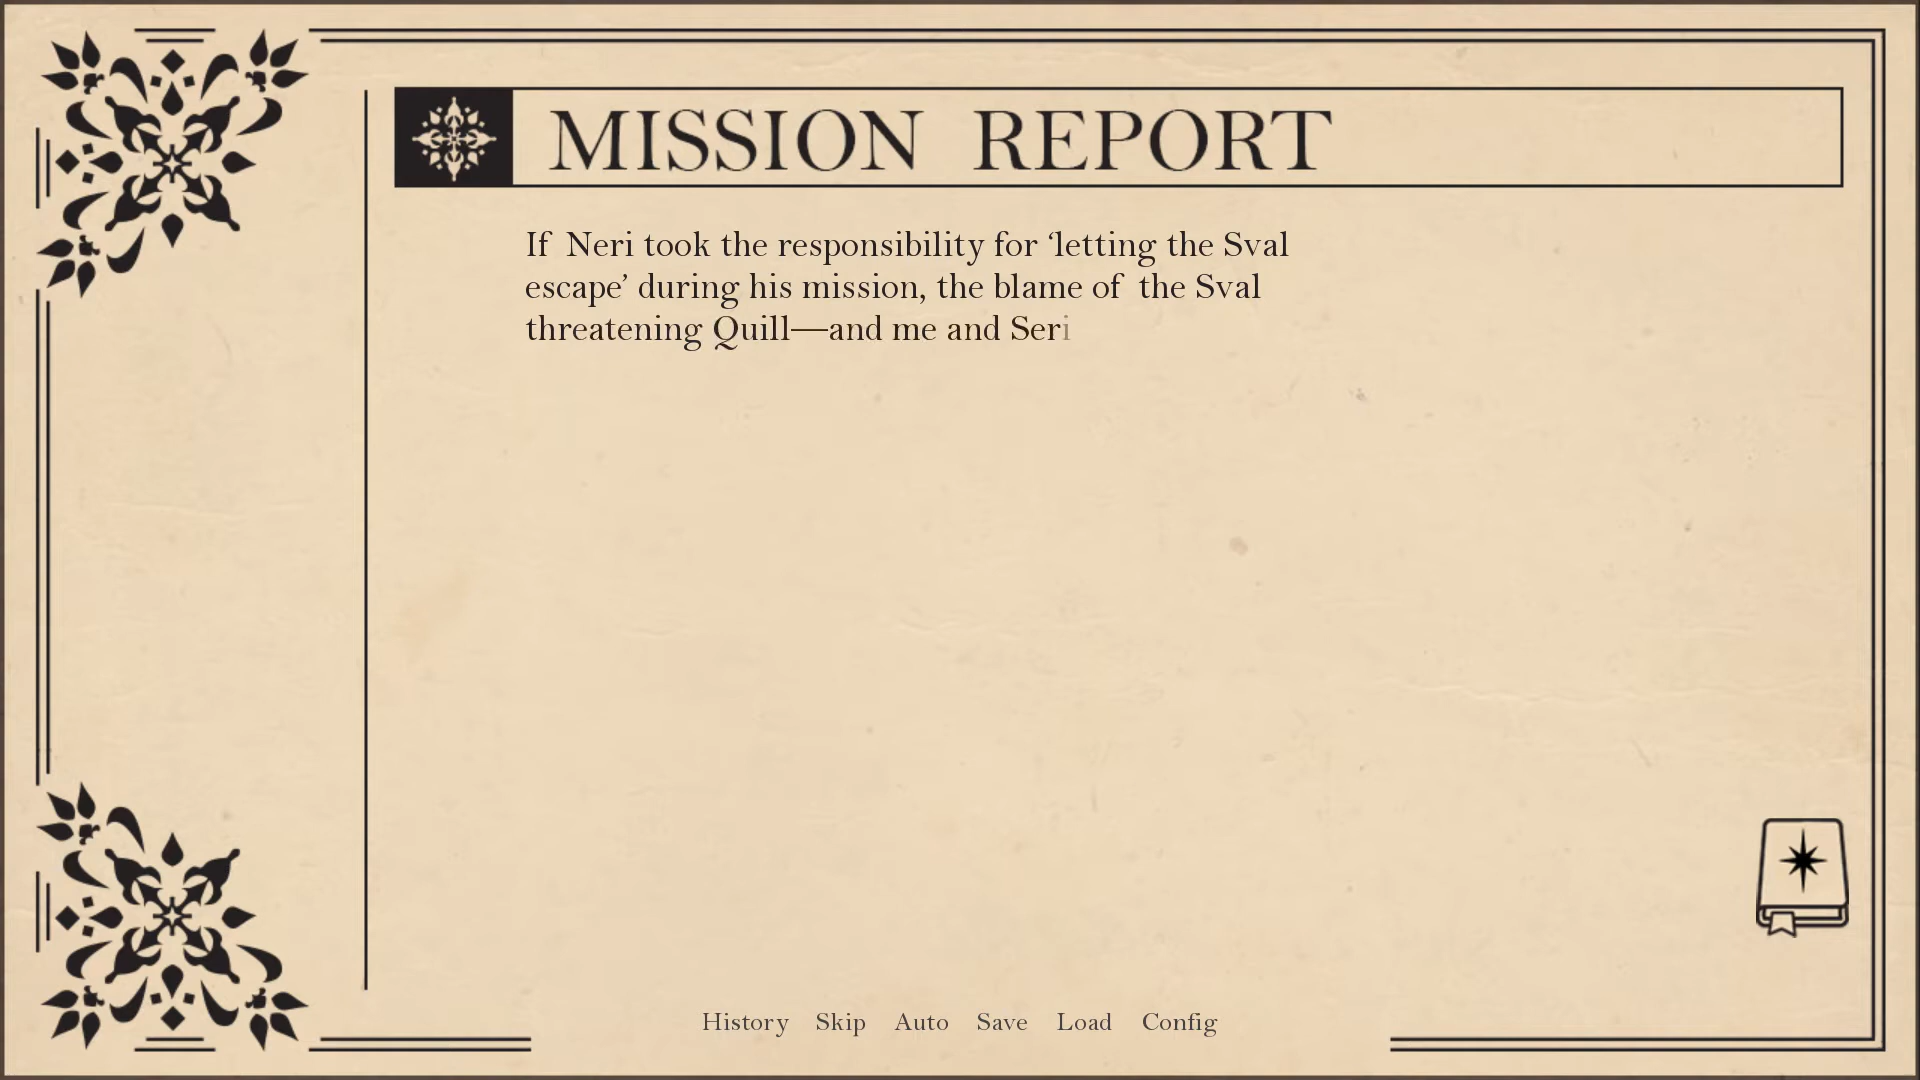 MISSION REPORT
If Neri took the responsibility for ‘letting the Sval
escape’ during his mission, the blame of the Sval
threatening Quill—and me and Seri
History Skip Auto Save Load Config